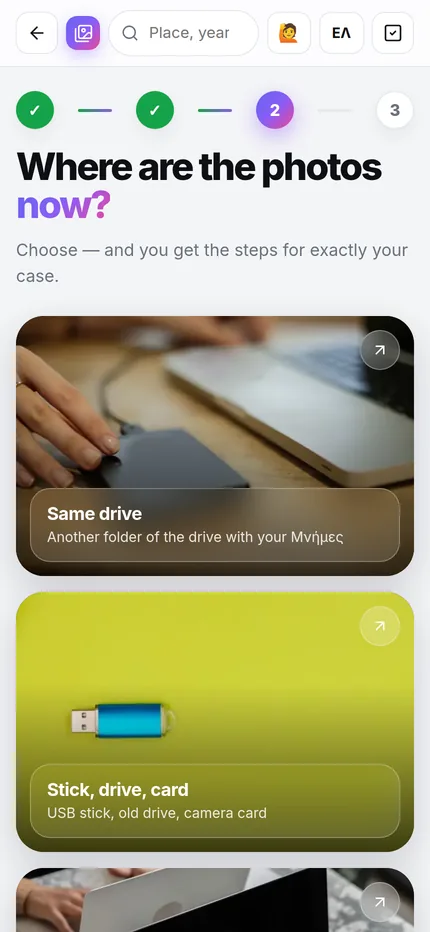 Place, year
ΕΛ
✓ ✓ 2 3
Where are the photos
now?
Choose — and you get the steps for exactly your
case.
Same drive
Another folder of the drive with your Μνήμες
Stick, drive, card
USB stick, old drive, camera card